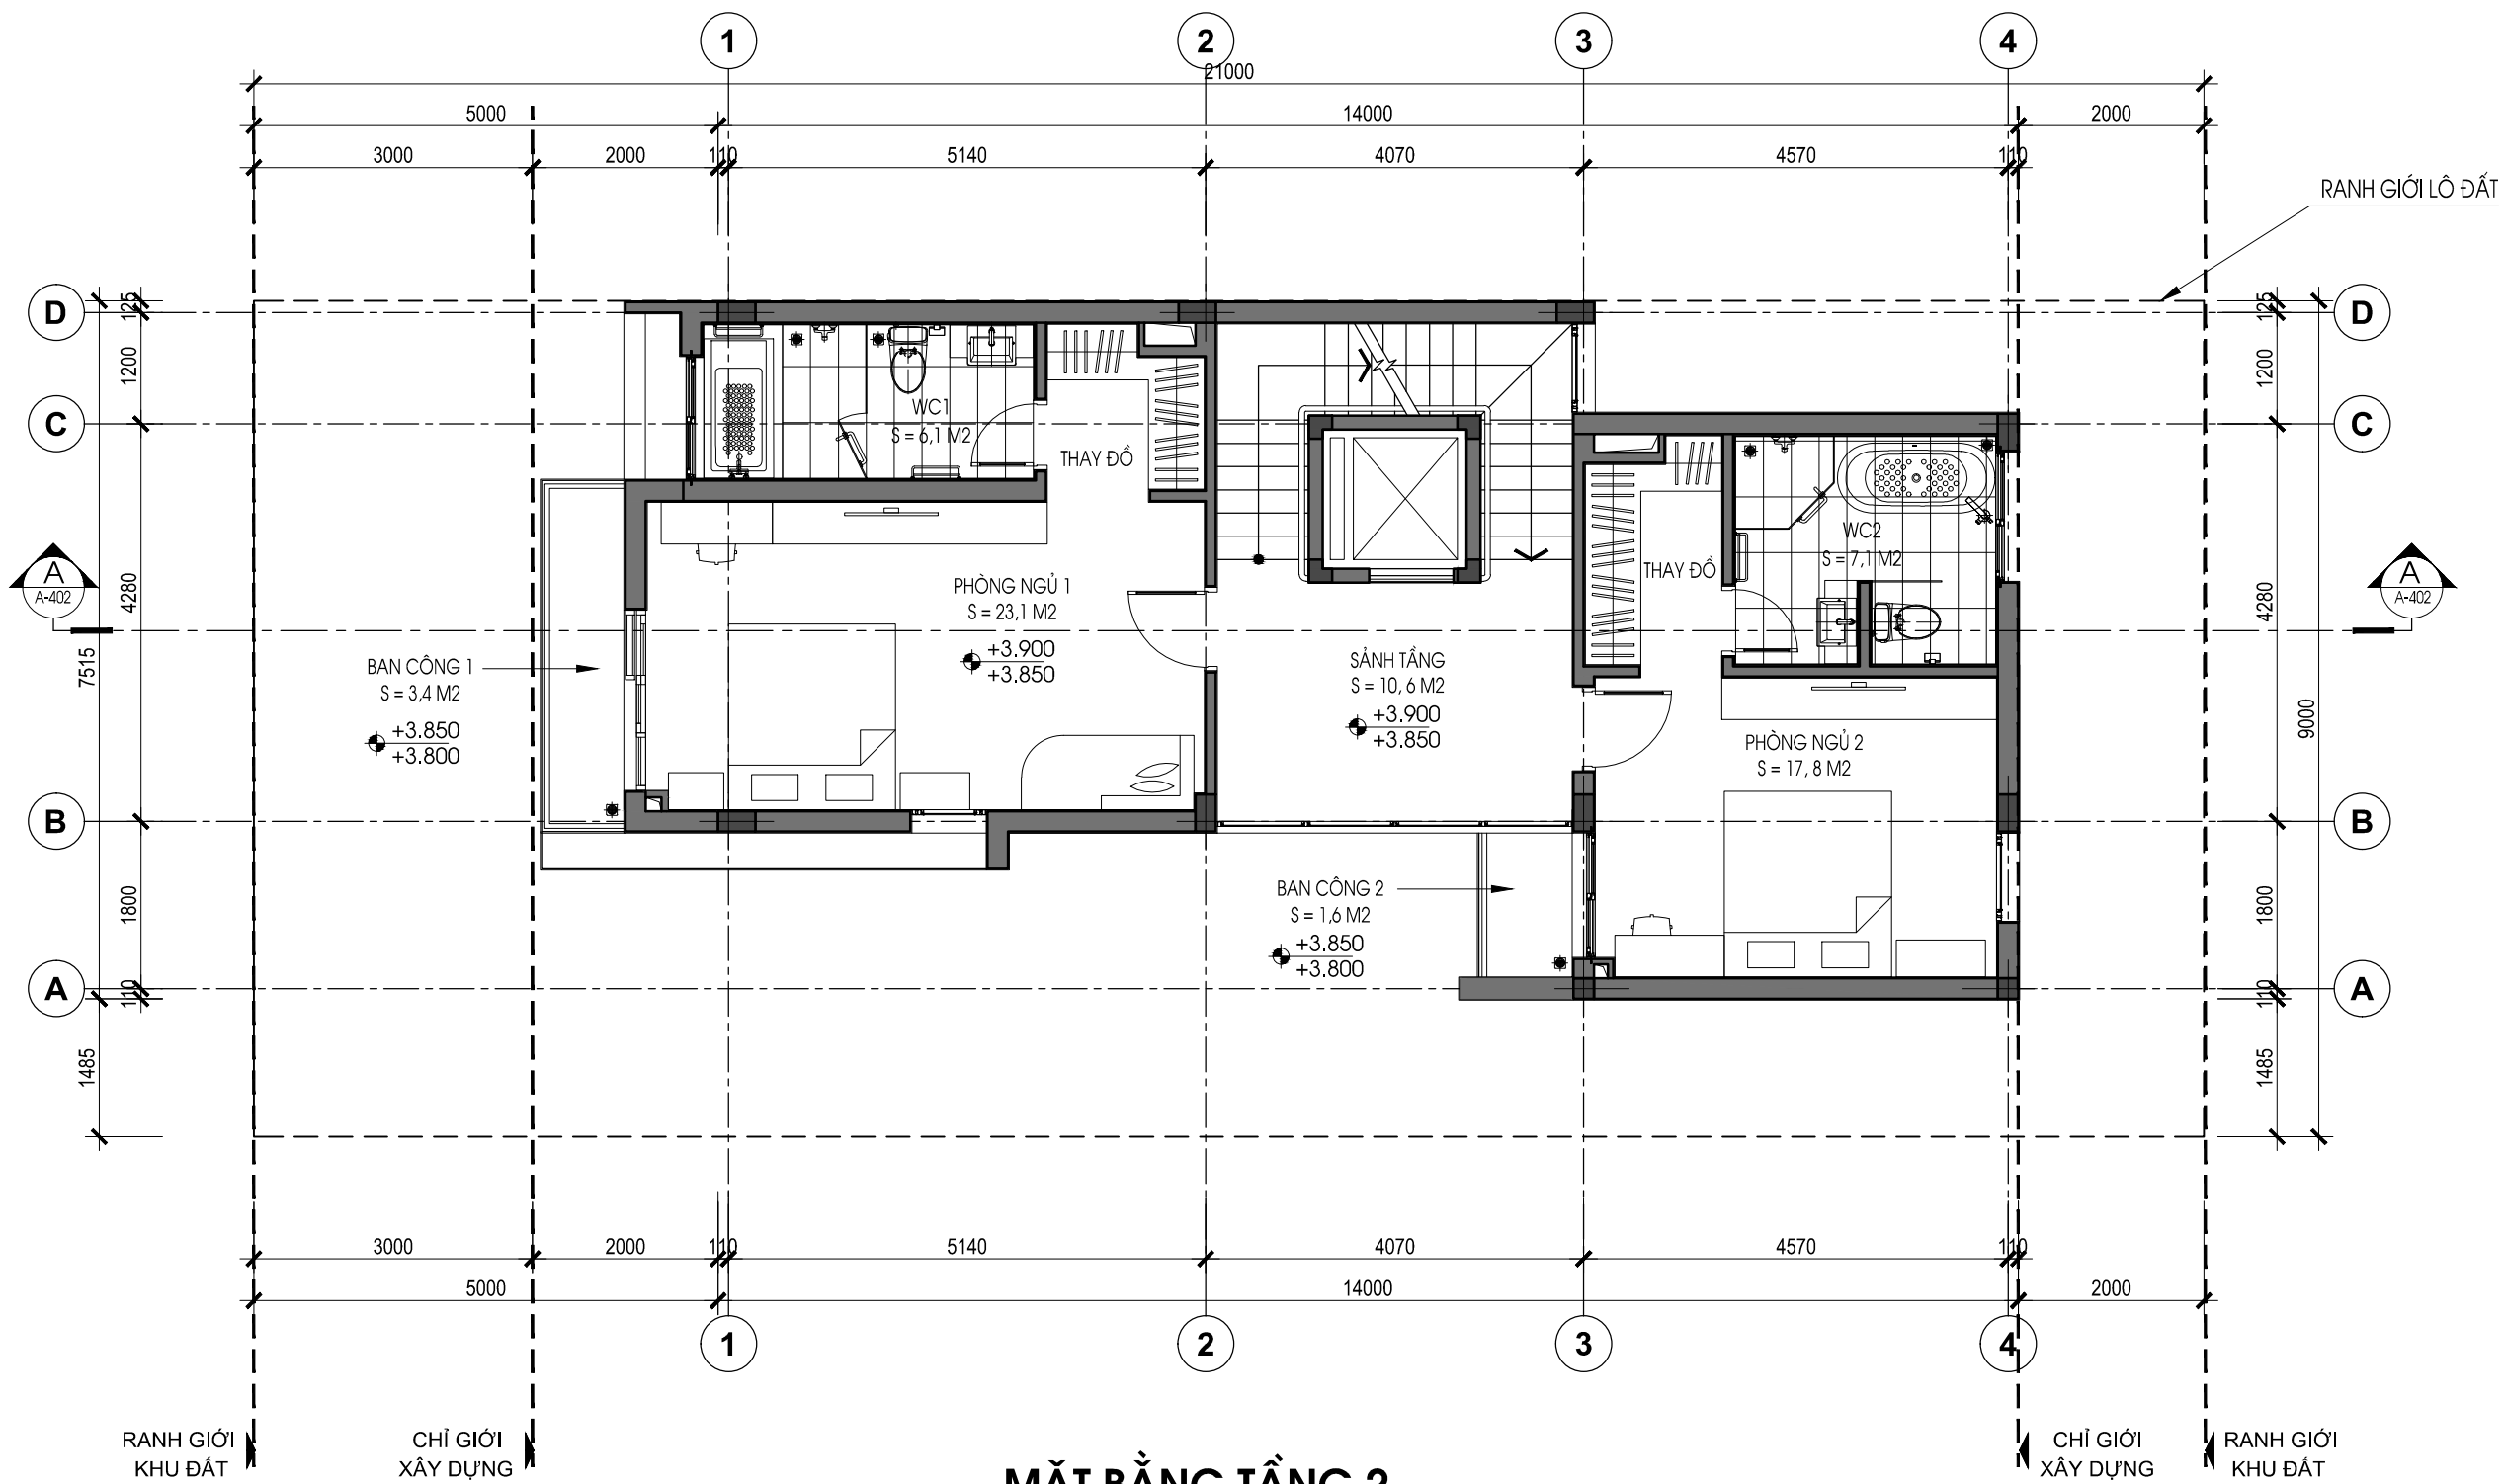 1 2 3 4
21000
5000 14000 2000
3000 2000 110 5140 4070 4570 110
RANH GIỚI LÔ ĐẤT
D 125 125 D
1200 1200
C C
WC1
S = 6,1 M2
THAY ĐỒ
WC2
S = 7,1 M2
THAY ĐỒ
A
A-402
A
A-402
4280 4280
7515
9000
PHÒNG NGỦ 1
S = 23,1 M2
+3.900
+3.850
BAN CÔNG 1
S = 3,4 M2
+3.850
+3.800
SẢNH TẦNG
S = 10, 6 M2
+3.900
+3.850
PHÒNG NGỦ 2
S = 17, 8 M2
B B
1800 1800
BAN CÔNG 2
S = 1,6 M2
+3.850
+3.800
A 110 110 A
1485 1485
3000 2000 110 5140 4070 4570 110
5000 14000 2000
1 2 3 4
RANH GIỚI
KHU ĐẤT
CHỈ GIỚI
XÂY DỰNG
CHỈ GIỚI
XÂY DỰNG
RANH GIỚI
KHU ĐẤT
MẶT BẰNG TẦNG 2